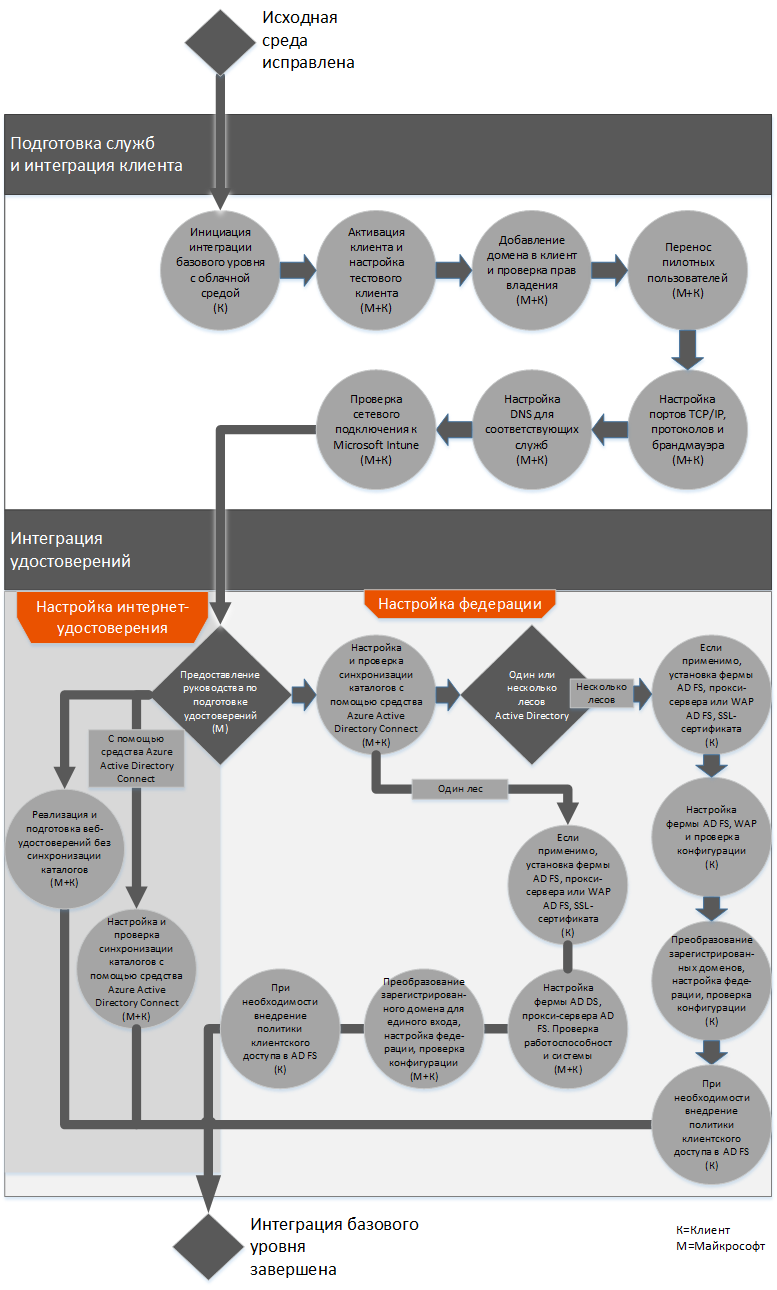 Исходная
среда
исправлена
Подготовка служб
и интеграция клиента
Инициация
интеграции
базового уровня
с облачной
средой
(К)
Активация
клиента и
настройка
тестового
клиента
(М+К)
Добавление
домена в клиент
и проверка прав
владения
(М+К)
Перенос
пилотных
пользователей
(М+К)
Проверка
сетевого
подключения к
Microsoft Intune
(М+К)
Настройка
DNS для
соответствующих
служб
(М+К)
Настройка
портов TCP/IP,
протоколов и
брандмауэра
(М+К)
Интеграция
удостоверений
Настройка интернет-
удостоверения
Настройка федерации
Предоставление
руководства по
подготовке
удостоверений
(М)
Настройка
и проверка
синхронизации
каталогов с
помощью средства
Azure Active
Directory Connect
(М+К)
Один или
несколько
лесов
Active Directory
Несколько
лесов
Если
применимо,
установка фермы
AD FS, прокси-
сервера или WAP
AD FS, SSL-
сертификата
(К)
С помощью
средства Azure
Active Directory
Connect
Один лес
Реализация и
подготовка веб-
удостоверений без
синхронизации
каталогов
(М+К)
Если
применимо,
установка фермы
AD FS, прокси-
сервера или WAP
AD FS, SSL-
сертификата
(К)
Настройка
фермы AD FS, WAP
и проверка
конфигурации
(К)
Настройка и
проверка
синхронизации
каталогов с
помощью средства
Azure Active
Directory Connect
(М+К)
Преобразование
зарегистрирован-
ных доменов,
настройка феде-
рации, проверка
конфигурации
(К)
При
необходимости
внедрение
политики
клиентского
доступа в AD FS
(К)
Преобразование
зарегистрирован-
ного домена для
единого входа,
настройка феде-
рации, проверка
конфигурации
(М+К)
Настройка
фермы AD DS,
прокси-сервера AD
FS. Проверка
работоспособност
и системы
(М+К)
При
необходимости
внедрение
политики
клиентского
доступа в AD FS
(К)
Интеграция базового
уровня
завершена
К=Клиент
М=Майкрософт